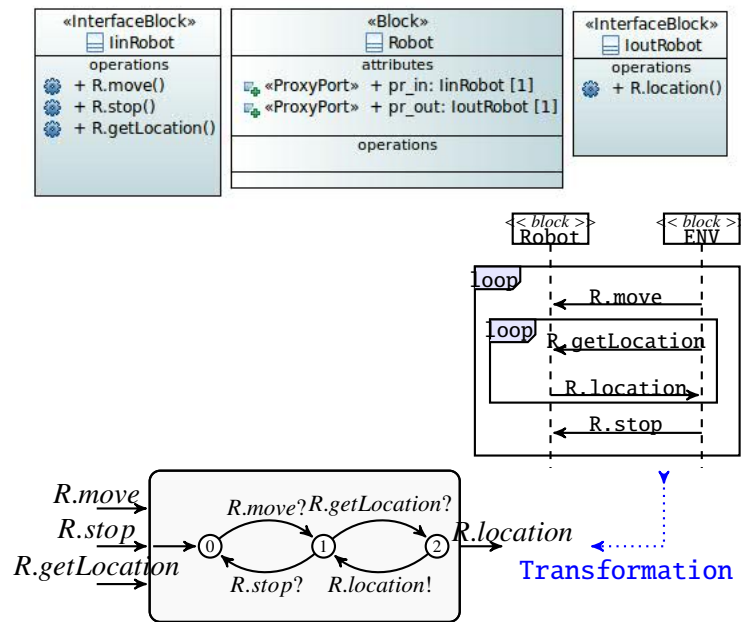 «InterfaceBlock»
IinRobot
operations
+ R.move()
+ R.stop()
+ R.getLocation()
«Block»
Robot
attributes
«ProxyPort» + pr_in: IinRobot [1]
«ProxyPort» + pr_out: IoutRobot [1]
operations
«InterfaceBlock»
IoutRobot
operations
+ R.location()
<< block >>
Robot
<< block >>
ENV
loop
R.move
loop
R.getLocation
R.location
R.stop
R.move
R.stop
R.getLocation
R.move?
R.getLocation?
0
1
2
R.stop?
R.location!
R.location
Transformation